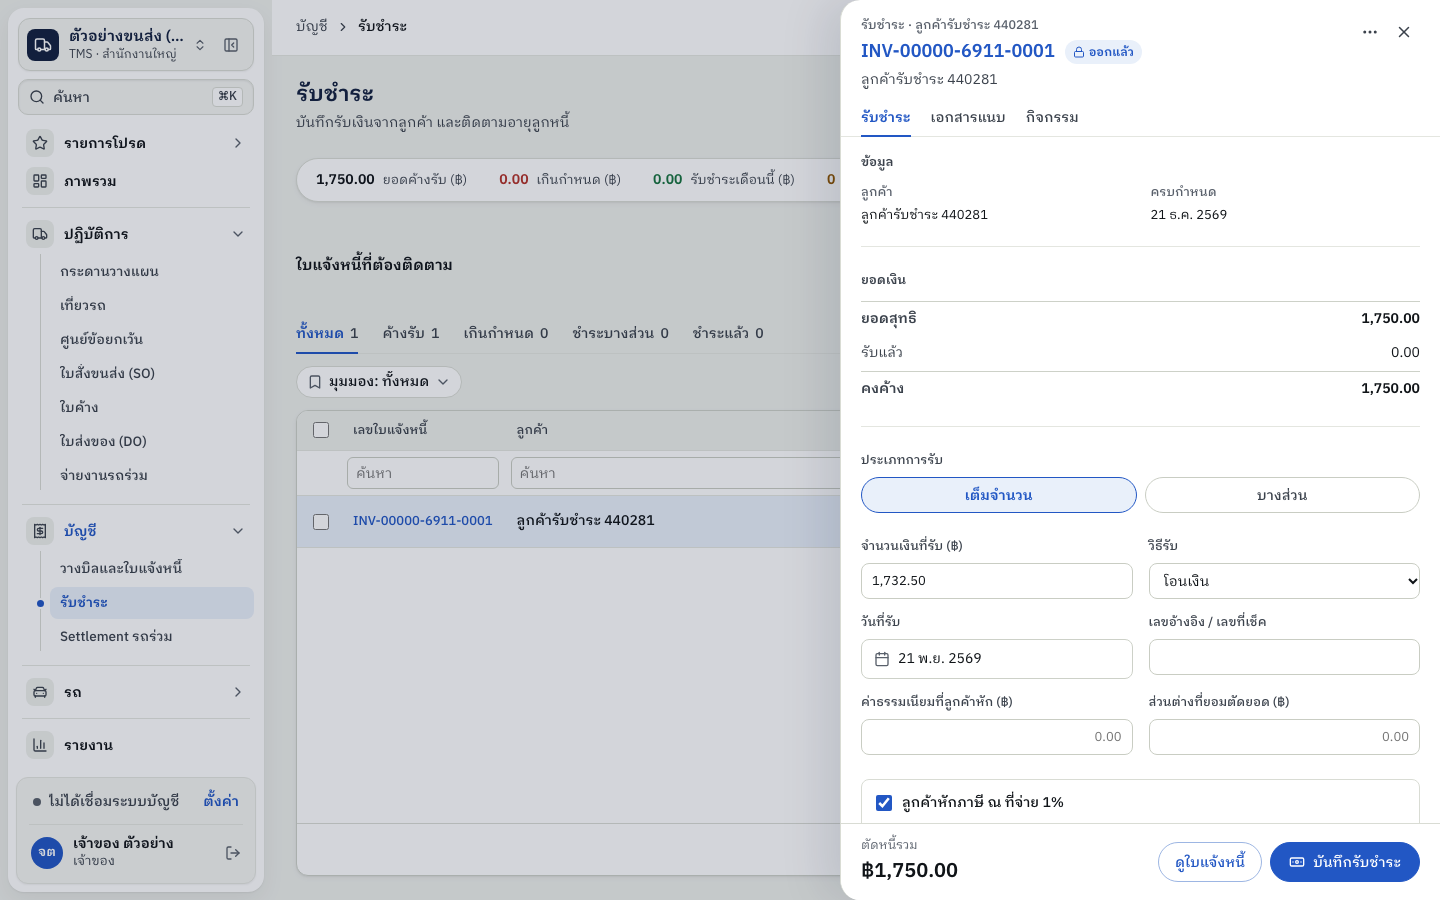 ตัวอย่างขนส่ง (...
TMS · สำนักงานใหญ่
ค้นหา
⌘K
รายการโปรด
ภาพรวม
ปฏิบัติการ
กระดานวางแผน
เที่ยวรถ
ศูนย์ข้อยกเว้น
ใบสั่งขนส่ง (SO)
ใบค้าง
ใบส่งของ (DO)
จ่ายงานรถร่วม
บัญชี
วางบิลและใบแจ้งหนี้
รับชำระ
Settlement รถร่วม
รถ
รายงาน
ไม่ได้เชื่อมระบบบัญชี
ตั้งค่า
จต
เจ้าของ ตัวอย่าง
เจ้าของ
บัญชี
รับชำระ
รับชำระ
บันทึกรับเงินจากลูกค้า และติดตามอายุลูกหนี้
1,750.00 ยอดค้างรับ (฿) 0.00 เกินกำหนด (฿) 0.00 รับชำระเดือนนี้ (฿) 0
ใบแจ้งหนี้ที่ต้องติดตาม
ทั้งหมด 1 ค้างรับ 1 เกินกำหนด 0 ชำระบางส่วน 0 ชำระแล้ว 0
มุมมอง: ทั้งหมด
เลขใบแจ้งหนี้ ลูกค้า
ค้นหา ค้นหา
INV-00000-6911-0001 ลูกค้ารับชำระ 440281
รับชำระ · ลูกค้ารับชำระ 440281
INV-00000-6911-0001 ออกแล้ว
ลูกค้ารับชำระ 440281
รับชำระ เอกสารแนบ กิจกรรม
ข้อมูล
ลูกค้า ครบกำหนด
ลูกค้ารับชำระ 440281 21 ธ.ค. 2569
ยอดเงิน
ยอดสุทธิ 1,750.00
รับแล้ว 0.00
คงค้าง 1,750.00
ประเภทการรับ
เต็มจำนวน บางส่วน
จำนวนเงินที่รับ (฿) วิธีรับ
1,732.50 โอนเงิน
วันที่รับ เลขอ้างอิง / เลขที่เช็ค
21 พ.ย. 2569
ค่าธรรมเนียมที่ลูกค้าหัก (฿) ส่วนต่างที่ยอมตัดยอด (฿)
0.00 0.00
ลูกค้าหักภาษี ณ ที่จ่าย 1%
ตัดหนี้รวม
฿1,750.00
ดูใบแจ้งหนี้ บันทึกรับชำระ